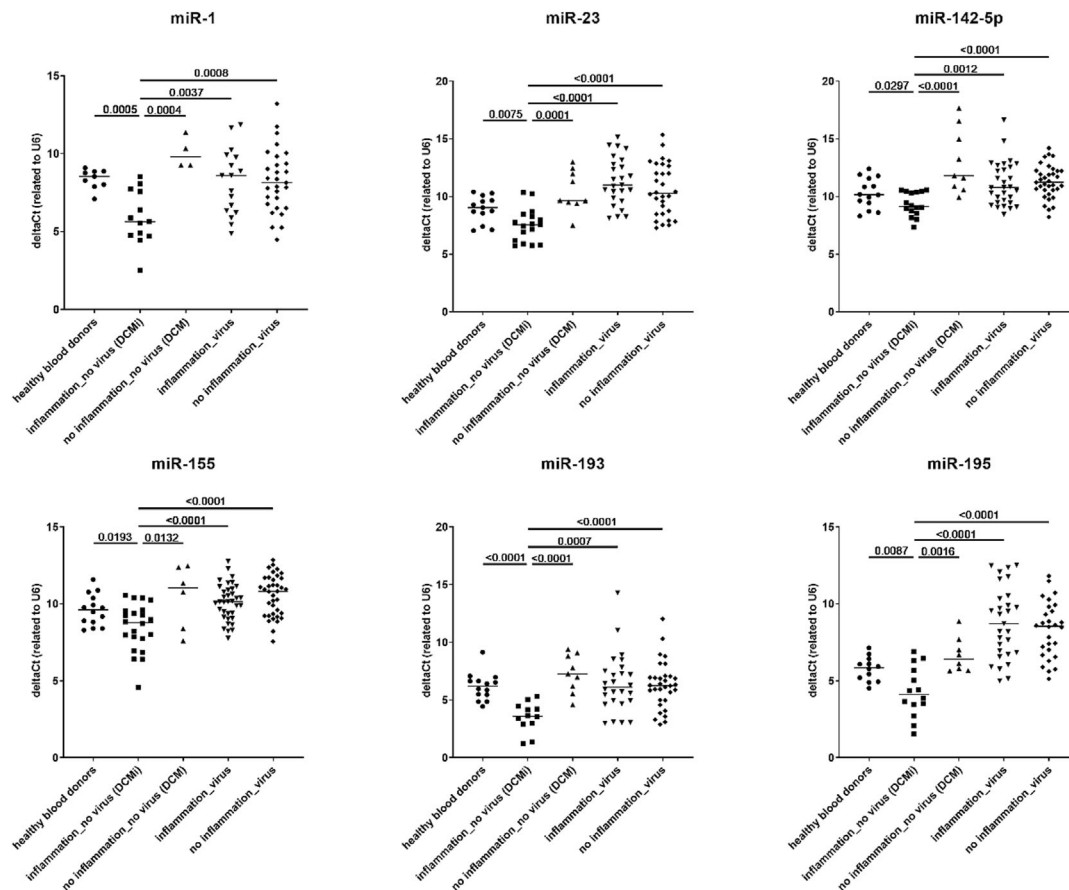 miR-1
miR-23
miR-142-5p
0.0008
0.0037
0.0005
0.0004
15
10
5
0
deltaCt (related to U6)
healthy blood donors
inflammation_no virus (DCMi)
no inflammation_no virus (DCM)
inflammation_virus
no inflammation_virus
<0.0001
<0.0001
0.0075
0.0001
20
15
10
5
0
deltaCt (related to U6)
healthy blood donors
inflammation_no virus (DCMi)
no inflammation_no virus (DCM)
inflammation_virus
no inflammation_virus
<0.0001
0.0012
0.0297
<0.0001
20
15
10
5
0
deltaCt (related to U6)
healthy blood donors
inflammation_no virus (DCMi)
no inflammation_no virus (DCM)
inflammation_virus
no inflammation_virus
miR-155
miR-193
miR-195
<0.0001
<0.0001
0.0193
0.0132
15
10
5
0
deltaCt (related to U6)
healthy blood donors
inflammation_no virus (DCMi)
no inflammation_no virus (DCM)
inflammation_virus
no inflammation_virus
<0.0001
0.0007
<0.0001
<0.0001
20
15
10
5
0
deltaCt (related to U6)
healthy blood donors
inflammation_no virus (DCMi)
no inflammation_no virus (DCM)
inflammation_virus
no inflammation_virus
<0.0001
<0.0001
0.0087
0.0016
15
10
5
0
deltaCt (related to U6)
healthy blood donors
inflammation_no virus (DCMi)
no inflammation_no virus (DCM)
inflammation_virus
no inflammation_virus